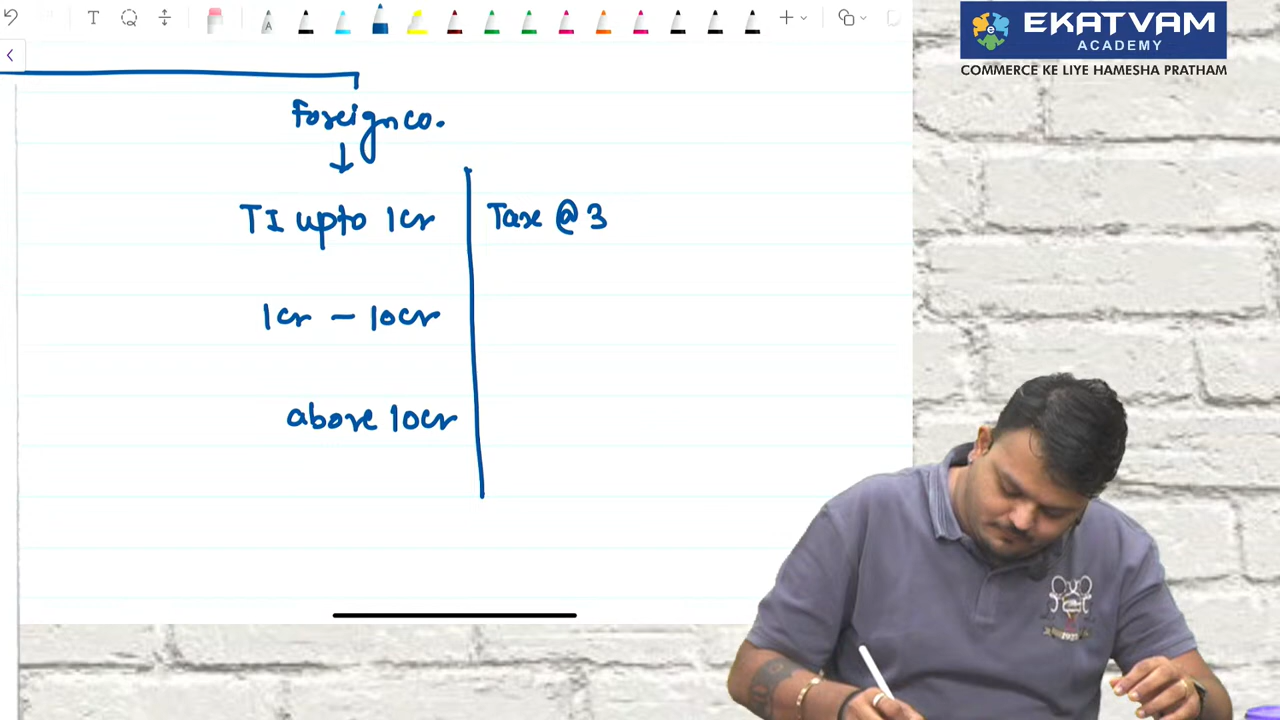 EKATVAM
ACADEMY
COMMERCE KE LIYE HAMESHA PRATHAM
T
A
Foreign co.
TI upto 1cr
Tax @ 3
1cr - 10cr
above 10cr